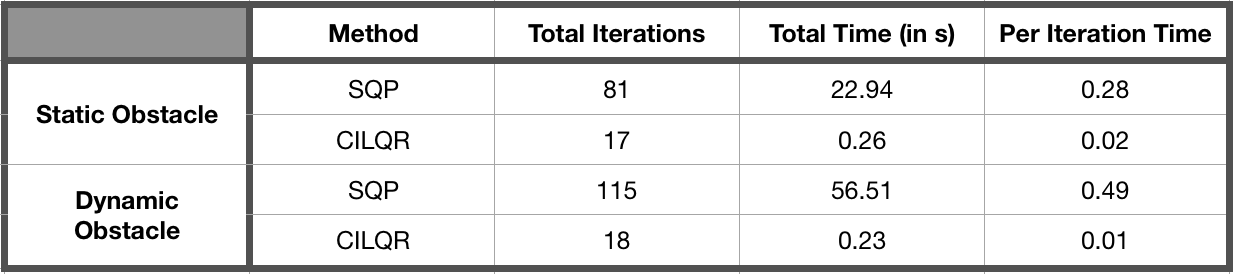 Method Total Iterations Total Time (in s) Per Iteration Time
Static Obstacle SQP 81 22.94 0.28
CILQR 17 0.26 0.02
Dynamic Obstacle SQP 115 56.51 0.49
CILQR 18 0.23 0.01